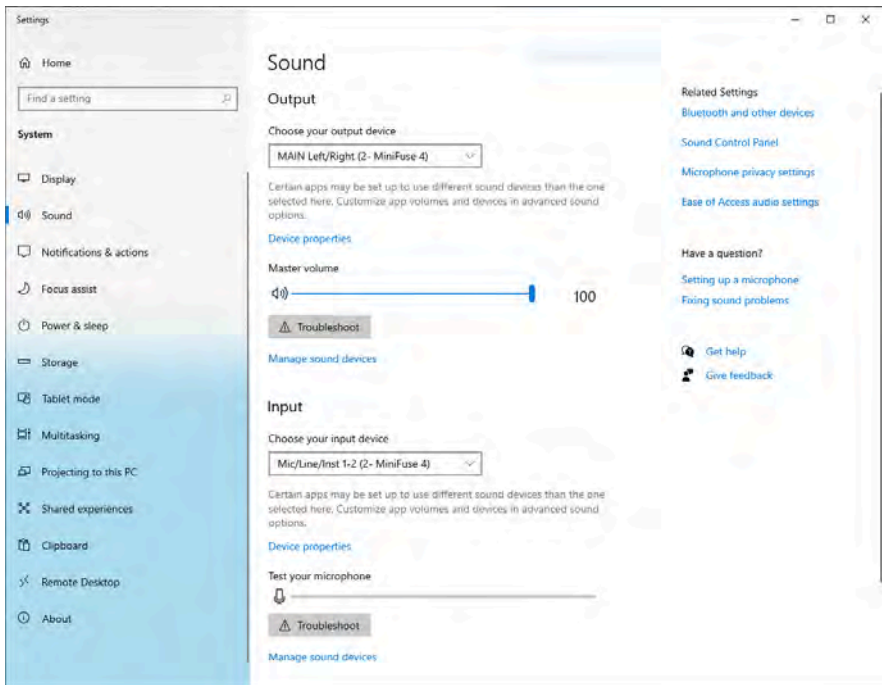 Settings
Home
Find a setting
System
Display
Sound
Notifications & actions
Focus assist
Power & sleep
Storage
Tablet mode
Multitasking
Projecting to this PC
Shared experiences
Clipboard
Remote Desktop
About
Sound
Output
Choose your output device
MAIN Left/Right (2- MiniFuse 4)
Certain apps may be set up to use different sound devices than the one
selected here. Customize app volumes and devices in advanced sound
options.
Device properties
Master volume
100
Troubleshoot
Manage sound devices
Input
Choose your input device
Mic/Line/Inst 1-2 (2- MiniFuse 4)
Certain apps may be set up to use different sound devices than the one
selected here. Customize app volumes and devices in advanced sound
options.
Device properties
Test your microphone
Troubleshoot
Manage sound devices
Related Settings
Bluetooth and other devices
Sound Control Panel
Microphone privacy settings
Ease of Access audio settings
Have a question?
Setting up a microphone
Fixing sound problems
Get help
Give feedback